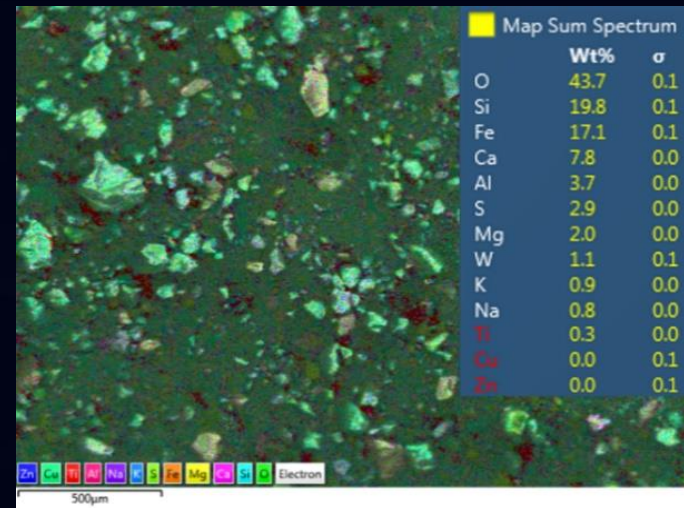 Map Sum Spectrum
Wt% σ
O 43.7 0.1
Si 19.8 0.1
Fe 17.1 0.1
Ca 7.8 0.0
Al 3.7 0.0
S 2.9 0.0
Mg 2.0 0.0
W 1.1 0.1
K 0.9 0.0
Na 0.8 0.0
Ti 0.3 0.0
Cu 0.0 0.1
Zn 0.0 0.1
Zn Cu Ti Al Na K S Fe Mg Ca Si O Electron
500µm